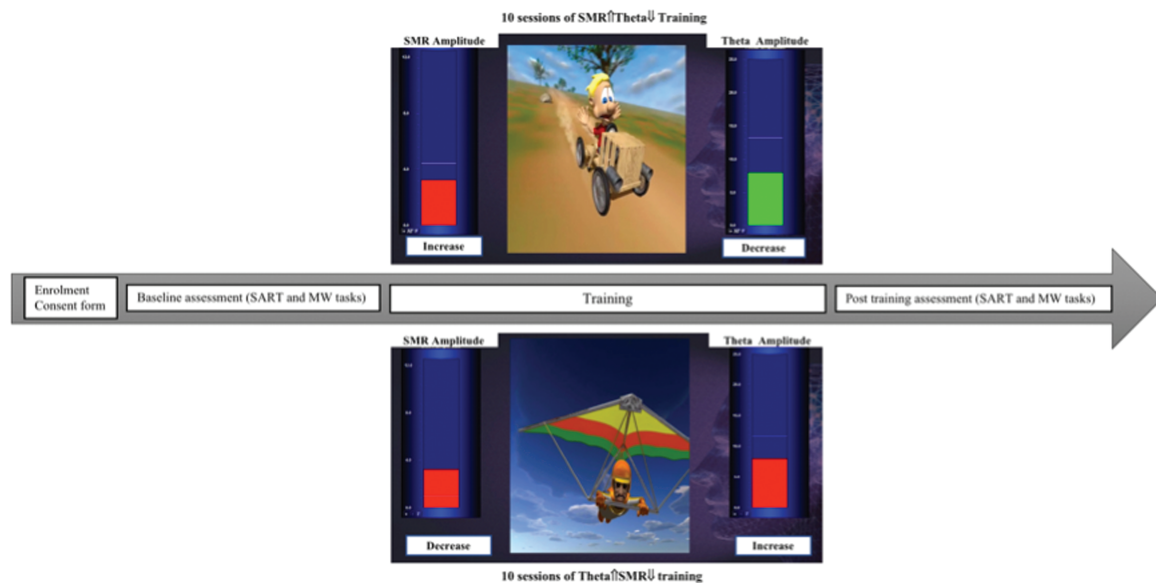 10 sessions of SMR⇑Theta⇓ Training
SMR Amplitude
Theta Amplitude
Increase
Decrease
Enrolment
Consent form
Baseline assessment (SART and MW tasks)
Training
Post training assessment (SART and MW tasks)
SMR Amplitude
Theta Amplitude
Decrease
Increase
10 sessions of Theta⇑SMR⇓ training